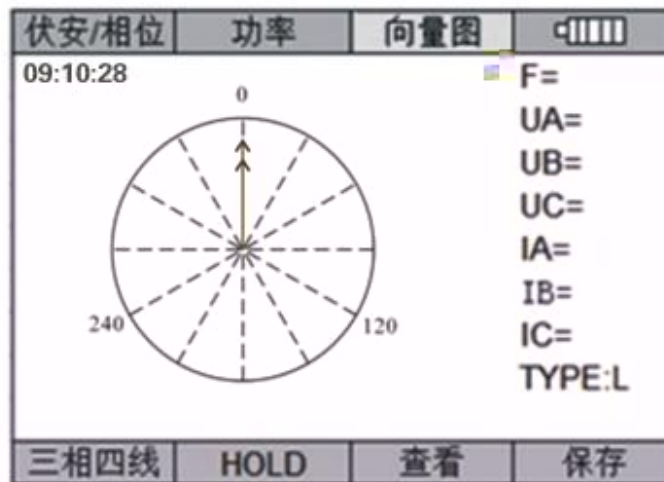 伏安/相位 功率 向量图
09:10:28
0
240
120
F=
UA=
UB=
UC=
IA=
IB=
IC=
TYPE:L
三相四线 HOLD 查看 保存